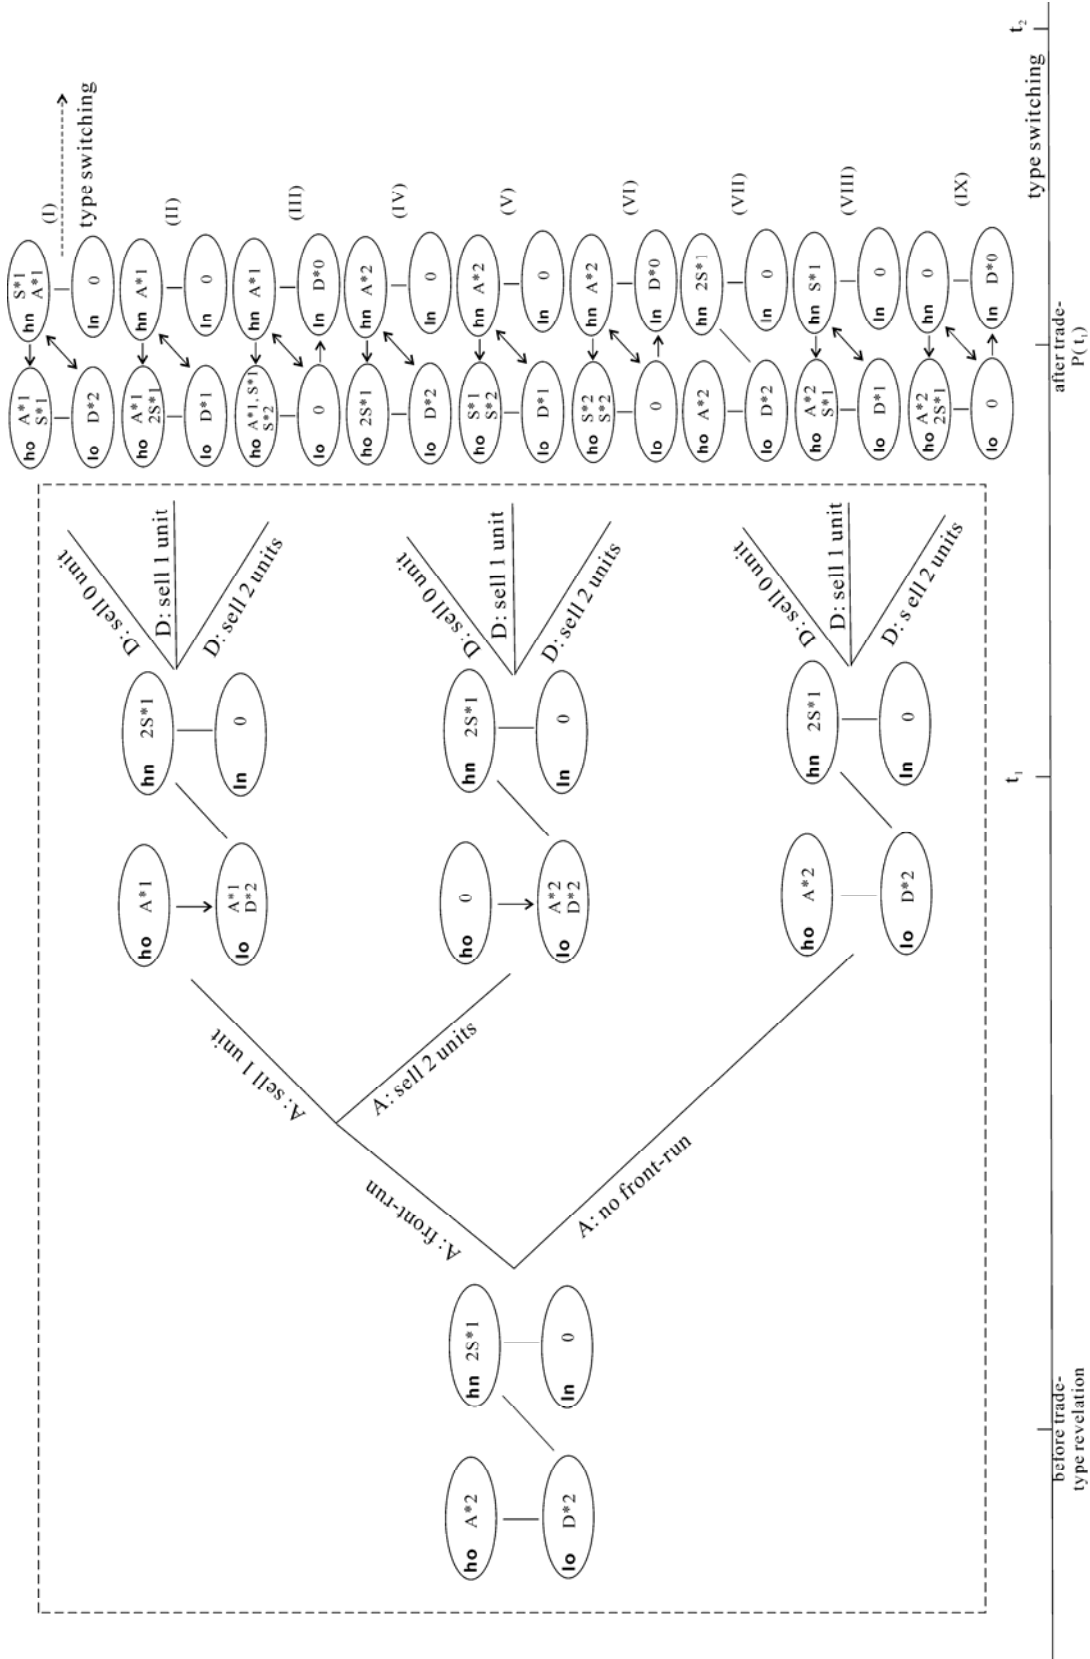 ho A*2
hn 2S*1
lo D*2
ln 0
A: front-run
A: no front-run
A: sell 1 unit
A: sell 2 units
ho A*1
hn 2S*1
lo A*1
D*2
ln 0
D: sell 0 unit
D: sell 1 unit
D: sell 2 units
ho 0
hn 2S*1
lo A*2
D*2
ln 0
D: sell 0 unit
D: sell 1 unit
D: sell 2 units
ho A*2
hn 2S*1
lo D*2
ln 0
D: sell 0 unit
D: sell 1 unit
D: sell 2 units
ho A*1
S*1
hn S*1
A*1
(I)
lo D*2
ln 0
type switching
ho A*1
2S*1
hn A*1
(II)
lo D*1
ln 0
ho A*1, S*1
S*2
hn A*1
(III)
lo 0
ln D*0
ho 2S*1
hn A*2
(IV)
lo D*2
ln 0
ho S*1
S*2
hn A*2
(V)
lo D*1
ln 0
ho S*2
S*2
hn A*2
(VI)
lo 0
ln D*0
ho A*2
hn 2S*1
(VII)
lo D*2
ln 0
ho A*2
S*1
hn S*1
(VIII)
lo D*1
ln 0
ho A*2
2S*1
hn 0
(IX)
lo 0
ln D*0
t1
type switching
t2
before trade-
type revelation
after trade-
P(t1)